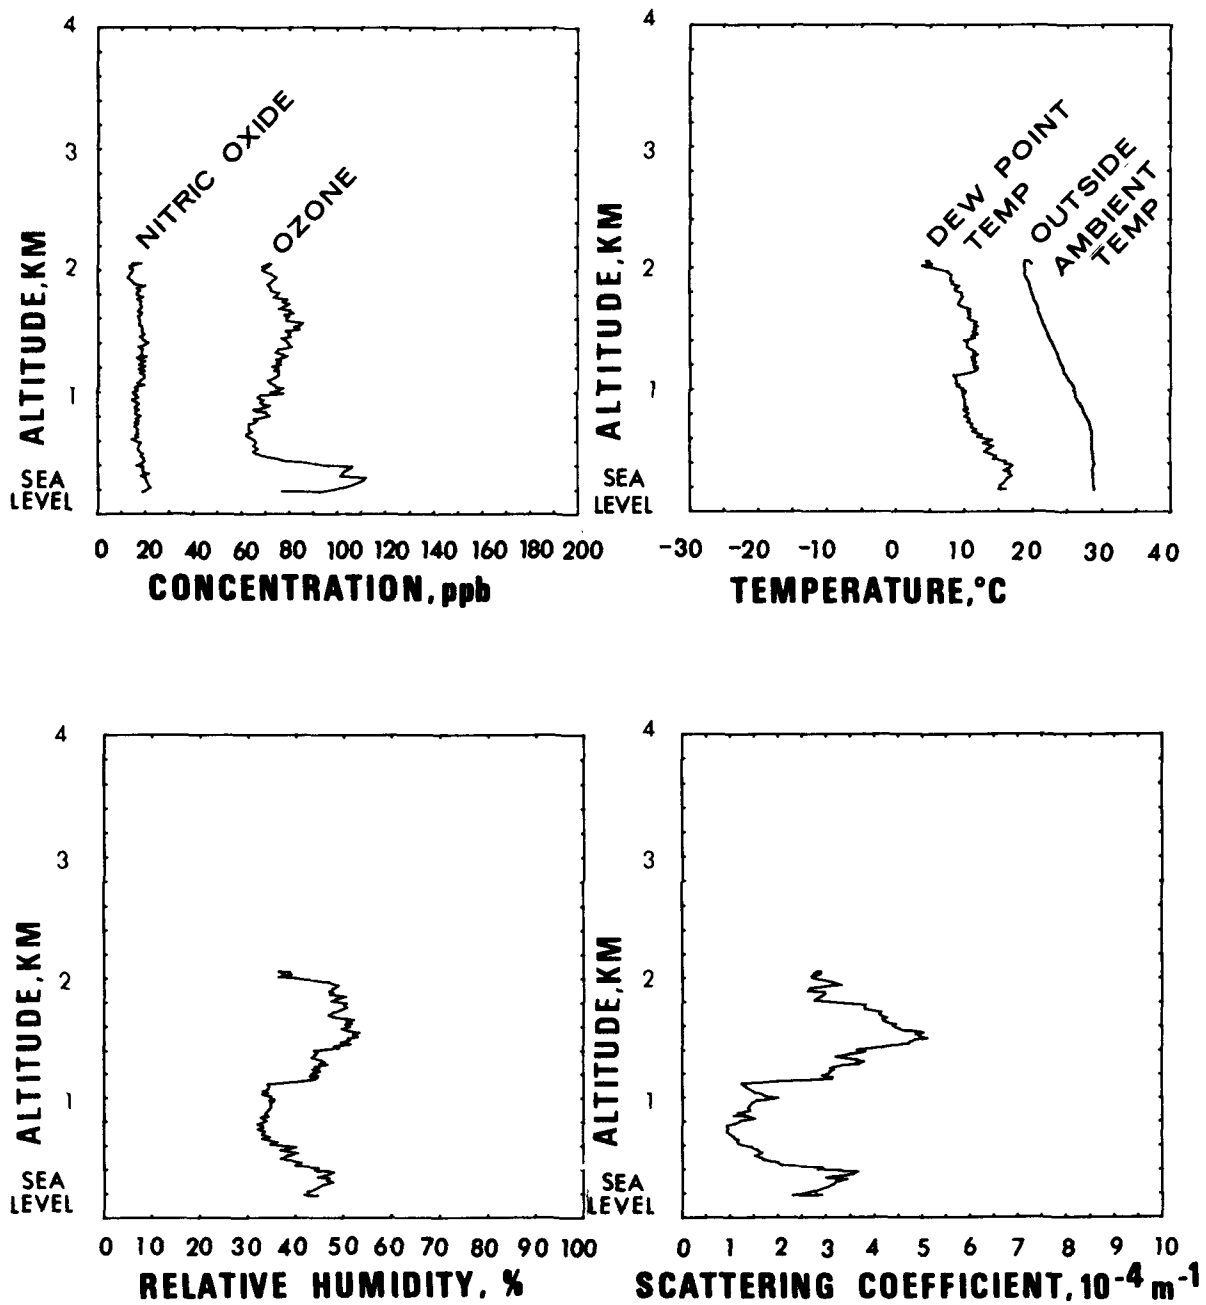 4
3
2
1
SEA
LEVEL
ALTITUDE, KM
NITRIC OXIDE
OZONE
0 20 40 60 80 100 120 140 160 180 200
CONCENTRATION, ppb
4
3
2
1
SEA
LEVEL
ALTITUDE, KM
DEW POINT
TEMP
OUTSIDE
AMBIENT
TEMP
-30 -20 -10 0 10 20 30 40
TEMPERATURE, °C
4
3
2
1
SEA
LEVEL
ALTITUDE, KM
0 10 20 30 40 50 60 70 80 90 100
RELATIVE HUMIDITY, %
4
3
2
1
SEA
LEVEL
ALTITUDE, KM
0 1 2 3 4 5 6 7 8 9 10
SCATTERING COEFFICIENT, 10⁻⁴ m⁻¹